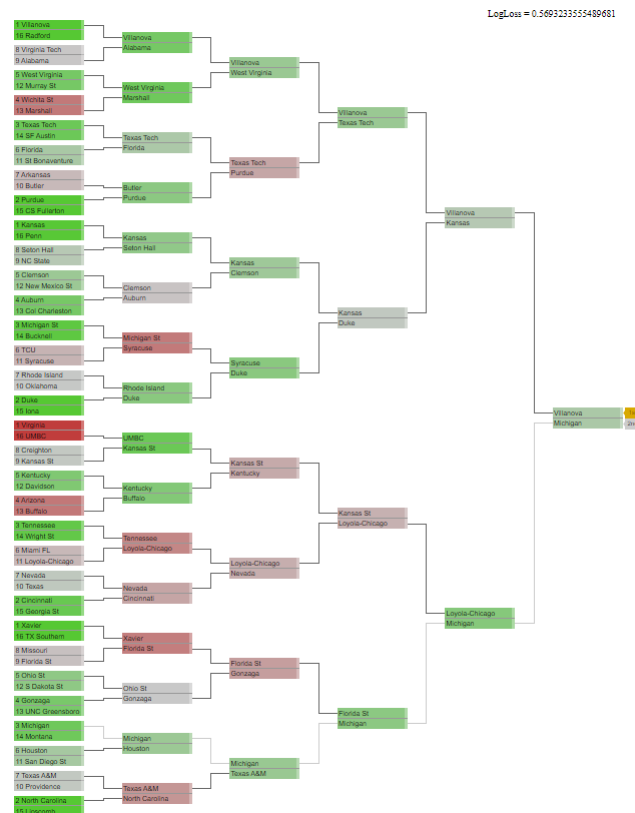 LogLoss = 0.5693233555489681
1 Villanova
16 Radford
8 Virginia Tech
9 Alabama
5 West Virginia
12 Murray St
4 Wichita St
13 Marshall
3 Texas Tech
14 SF Austin
6 Florida
11 St Bonaventure
7 Arkansas
10 Butler
2 Purdue
15 CS Fullerton
1 Kansas
16 Penn
8 Seton Hall
9 NC State
5 Clemson
12 New Mexico St
4 Auburn
13 Col Charleston
3 Michigan St
14 Bucknell
6 TCU
11 Syracuse
7 Rhode Island
10 Oklahoma
2 Duke
15 Iona
1 Virginia
16 UMBC
8 Creighton
9 Kansas St
5 Kentucky
12 Davidson
4 Arizona
13 Buffalo
3 Tennessee
14 Wright St
6 Miami FL
11 Loyola-Chicago
7 Nevada
10 Texas
2 Cincinnati
15 Georgia St
1 Xavier
16 TX Southern
8 Missouri
9 Florida St
5 Ohio St
12 S Dakota St
4 Gonzaga
13 UNC Greensboro
3 Michigan
14 Montana
6 Houston
11 San Diego St
7 Texas A&M
10 Providence
2 North Carolina
15 Lipscomb
Villanova
Alabama
West Virginia
Marshall
Texas Tech
Florida
Butler
Purdue
Kansas
Seton Hall
Clemson
Auburn
Michigan St
Syracuse
Rhode Island
Duke
UMBC
Kansas St
Kentucky
Buffalo
Tennessee
Loyola-Chicago
Nevada
Cincinnati
Xavier
Florida St
Ohio St
Gonzaga
Michigan
Houston
Texas A&M
North Carolina
Villanova
West Virginia
Texas Tech
Purdue
Kansas
Clemson
Syracuse
Duke
Kansas St
Kentucky
Loyola-Chicago
Nevada
Florida St
Gonzaga
Michigan
Texas A&M
Villanova
Texas Tech
Kansas
Duke
Kansas St
Loyola-Chicago
Florida St
Michigan
Villanova
Kansas
Loyola-Chicago
Michigan
Villanova
Michigan